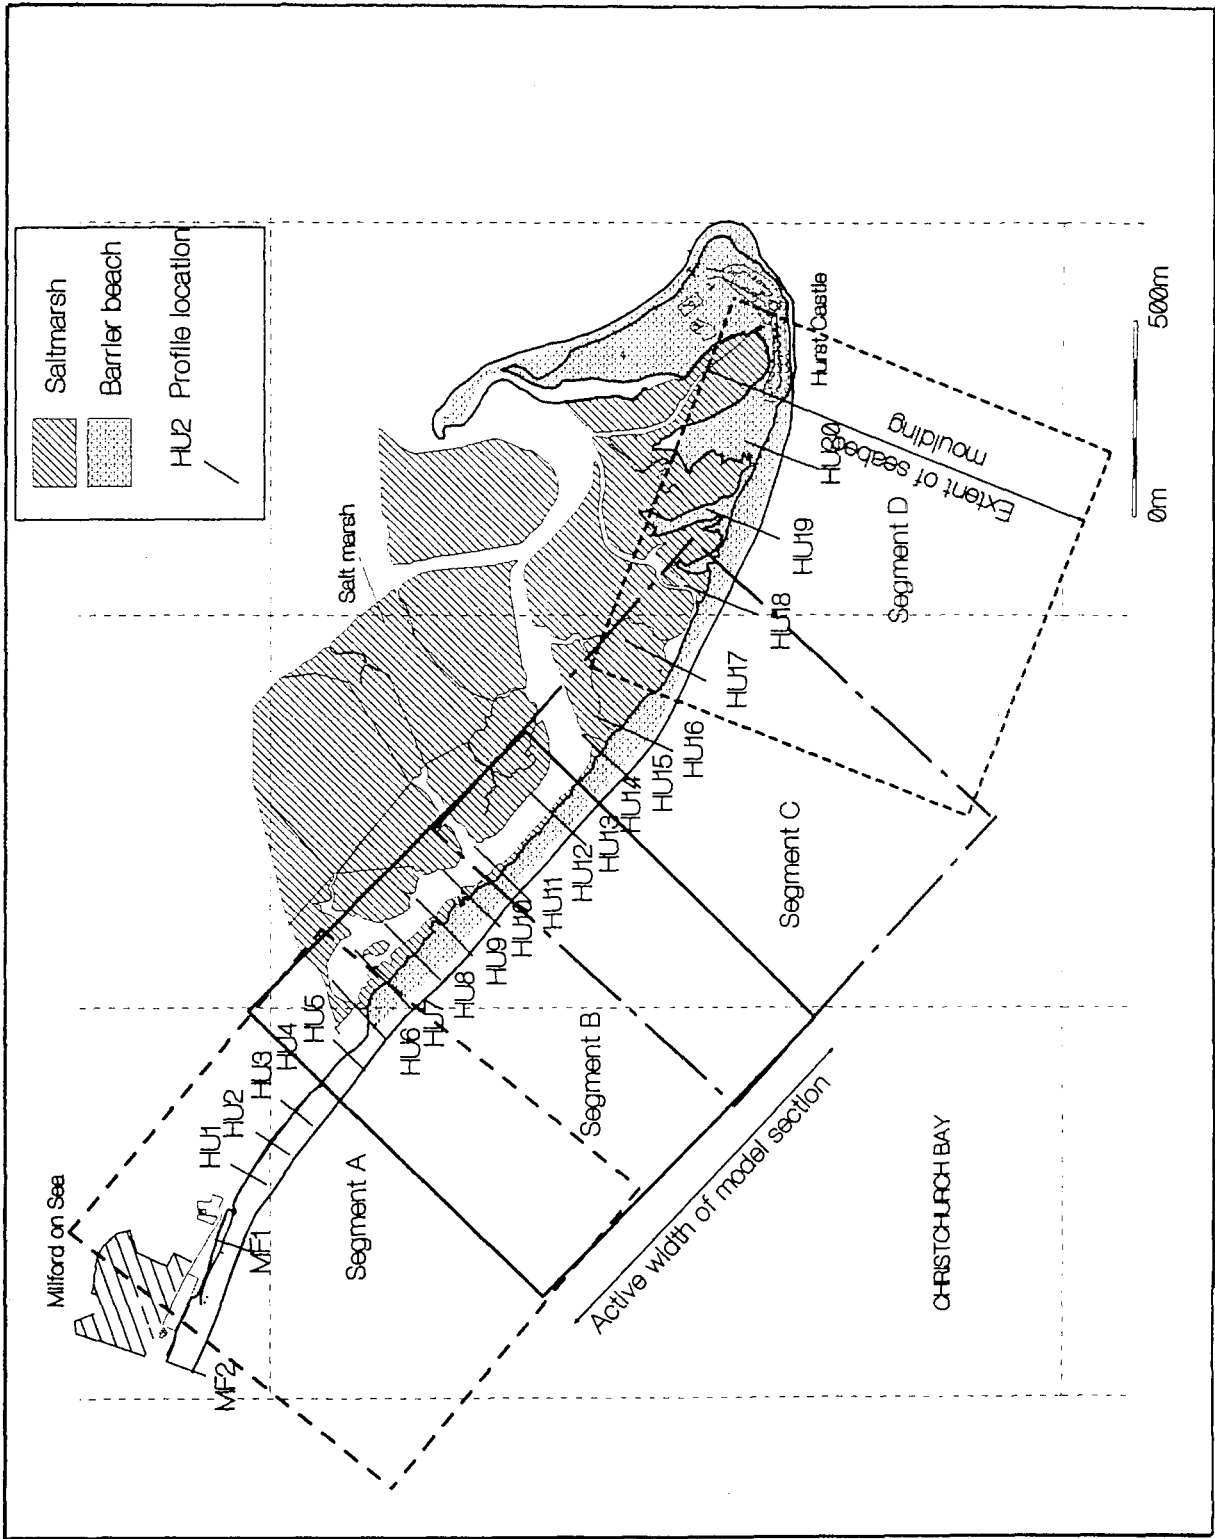 Saltmarsh
Barrier beach
HU2 Profile location
Milford on Sea
Salt marsh
Hurst Castle
MF2
MF1
HU1
HU2
HU3
HU4
HU5
HU6
HU7
HU8
HU9
HU10
HU11
HU12
HU13
HU14
HU15
HU16
HU17
HU18
HU19
HU20
Segment A
Segment B
Segment C
Segment D
Extent of seabed
moulding
Active width of model section
CHRISTCHURCH BAY
0m
500m